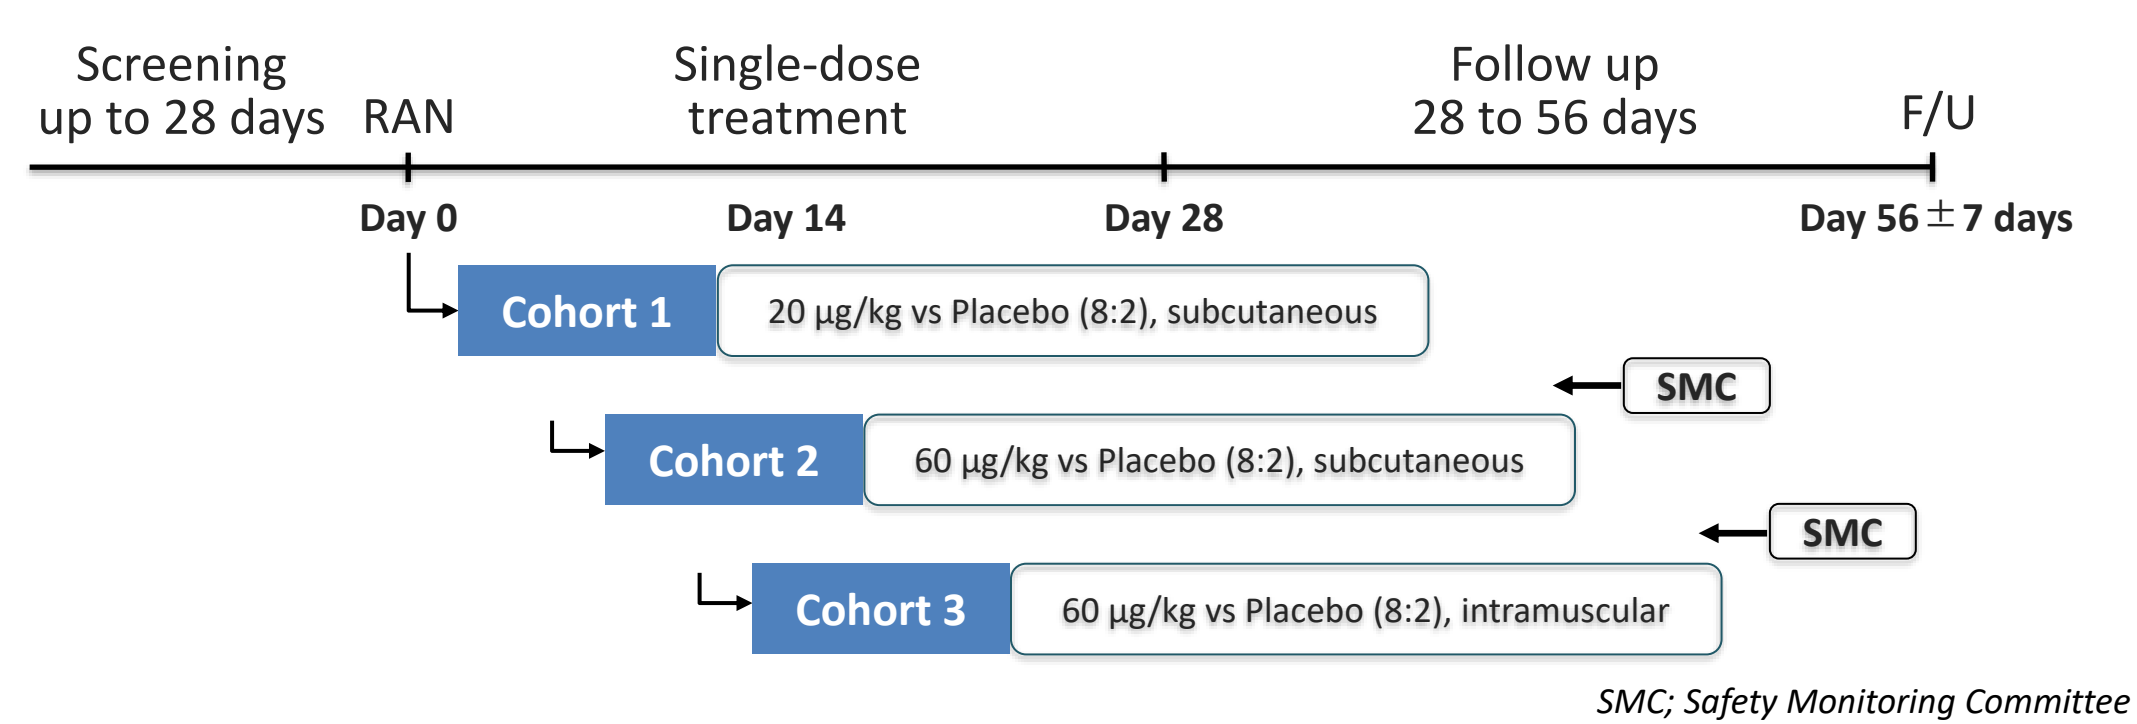 Screening
up to 28 days
RAN
Single-dose
treatment
Follow up
28 to 56 days
F/U
Day 0
Day 14
Day 28
Day 56 ± 7 days
Cohort 1
20 µg/kg vs Placebo (8:2), subcutaneous
SMC
Cohort 2
60 µg/kg vs Placebo (8:2), subcutaneous
SMC
Cohort 3
60 µg/kg vs Placebo (8:2), intramuscular
SMC; Safety Monitoring Committee